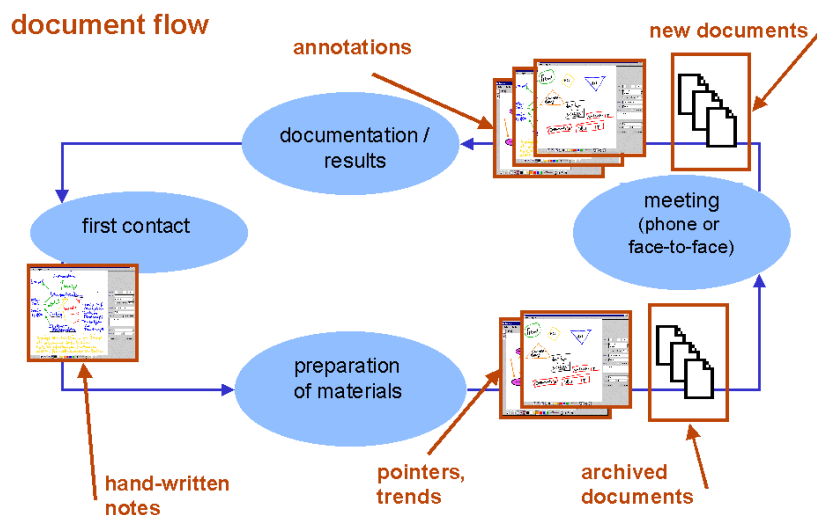 document flow
annotations
new documents
documentation /
results
meeting
(phone or
face-to-face)
first contact
preparation
of materials
hand-written
notes
pointers,
trends
archived
documents